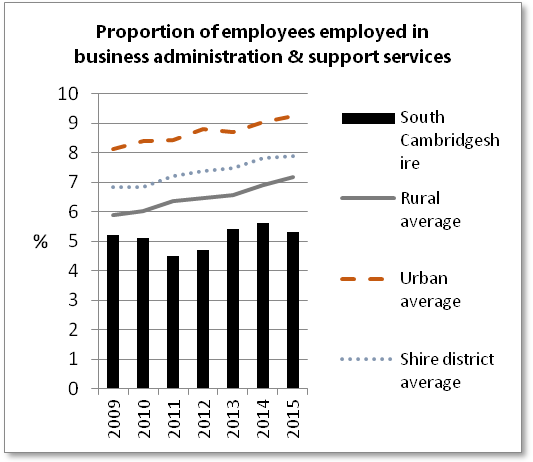 Proportion of employees employed in
business administration & support services
10
9
8
7
6
5
4
3
2
1
0
%
2009
2010
2011
2012
2013
2014
2015
South
Cambridgesh
ire
Rural
average
Urban
average
Shire district
average